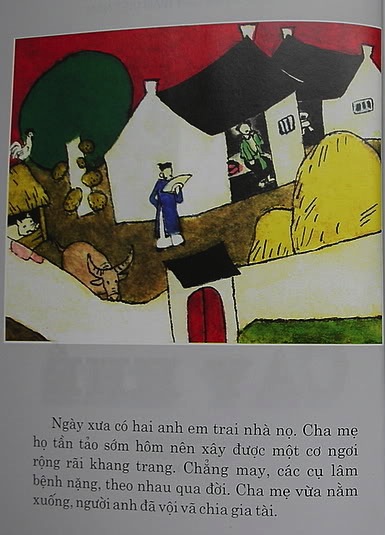 Ngày xưa có hai anh em trai nhà nọ. Cha mẹ
họ tần tảo sớm hôm nên xây được một cơ ngơi
rộng rãi khang trang. Chẳng may, các cụ lâm
bệnh nặng, theo nhau qua đời. Cha mẹ vừa nằm
xuống, người anh đã vội vã chia gia tài.